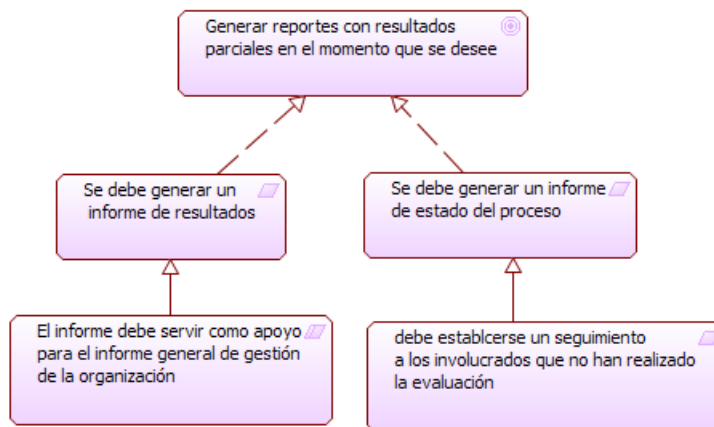 Generar reportes con resultados
parciales en el momento que se desee
Se debe generar un
informe de resultados
Se debe generar un informe
de estado del proceso
El informe debe servir como apoyo
para el informe general de gestión
de la organización
debe establcerse un seguimiento
a los involucrados que no han realizado
la evaluación